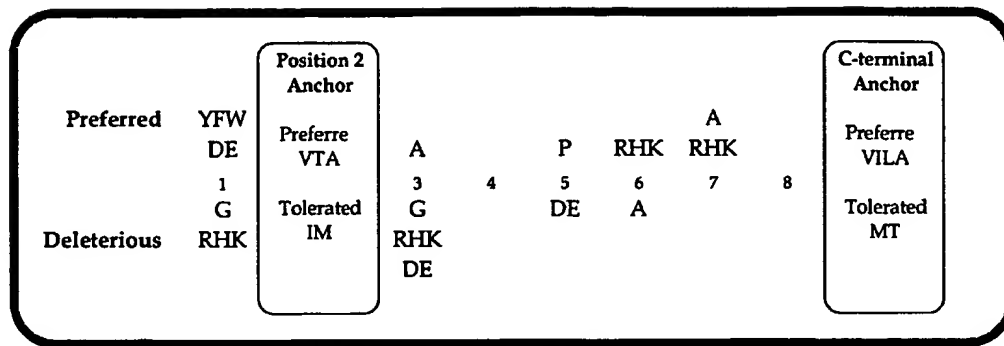 Position 2 C-terminal
Anchor Anchor
Preferred YFW A
DE Preferre VTA A P RHK RHK Preferre VILA
1 3 4 5 6 7 8
G Tolerated IM G DE A Tolerated MT
Deleterious RHK RHK
DE